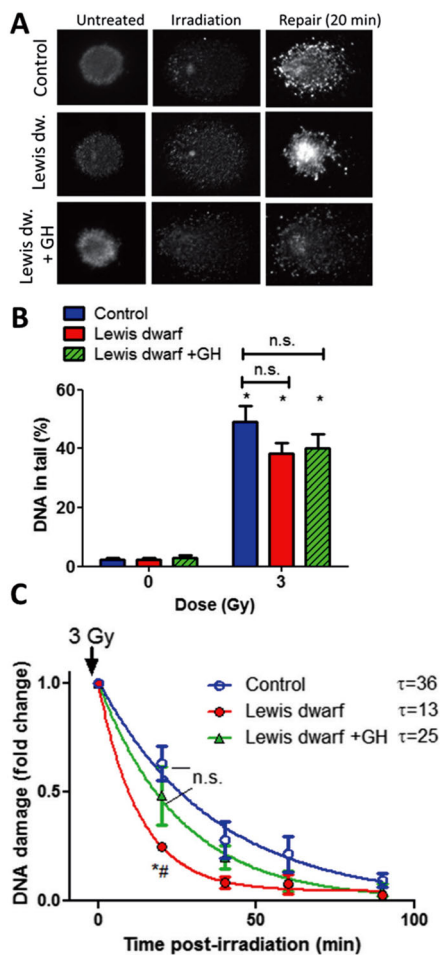 A
Untreated Irradiation Repair (20 min)
Control
Lewis dw.
Lewis dw.
+ GH
B
Control
Lewis dwarf
Lewis dwarf +GH
n.s.
n.s.
* * *
60
40
20
0
DNA in tail (%)
0 3
Dose (Gy)
C
3 Gy
Control τ=36
Lewis dwarf τ=13
Lewis dwarf +GH τ=25
1.0
0.5
0.0
n.s.
*#
DNA damage (fold change)
0 50 100
Time post-irradiation (min)